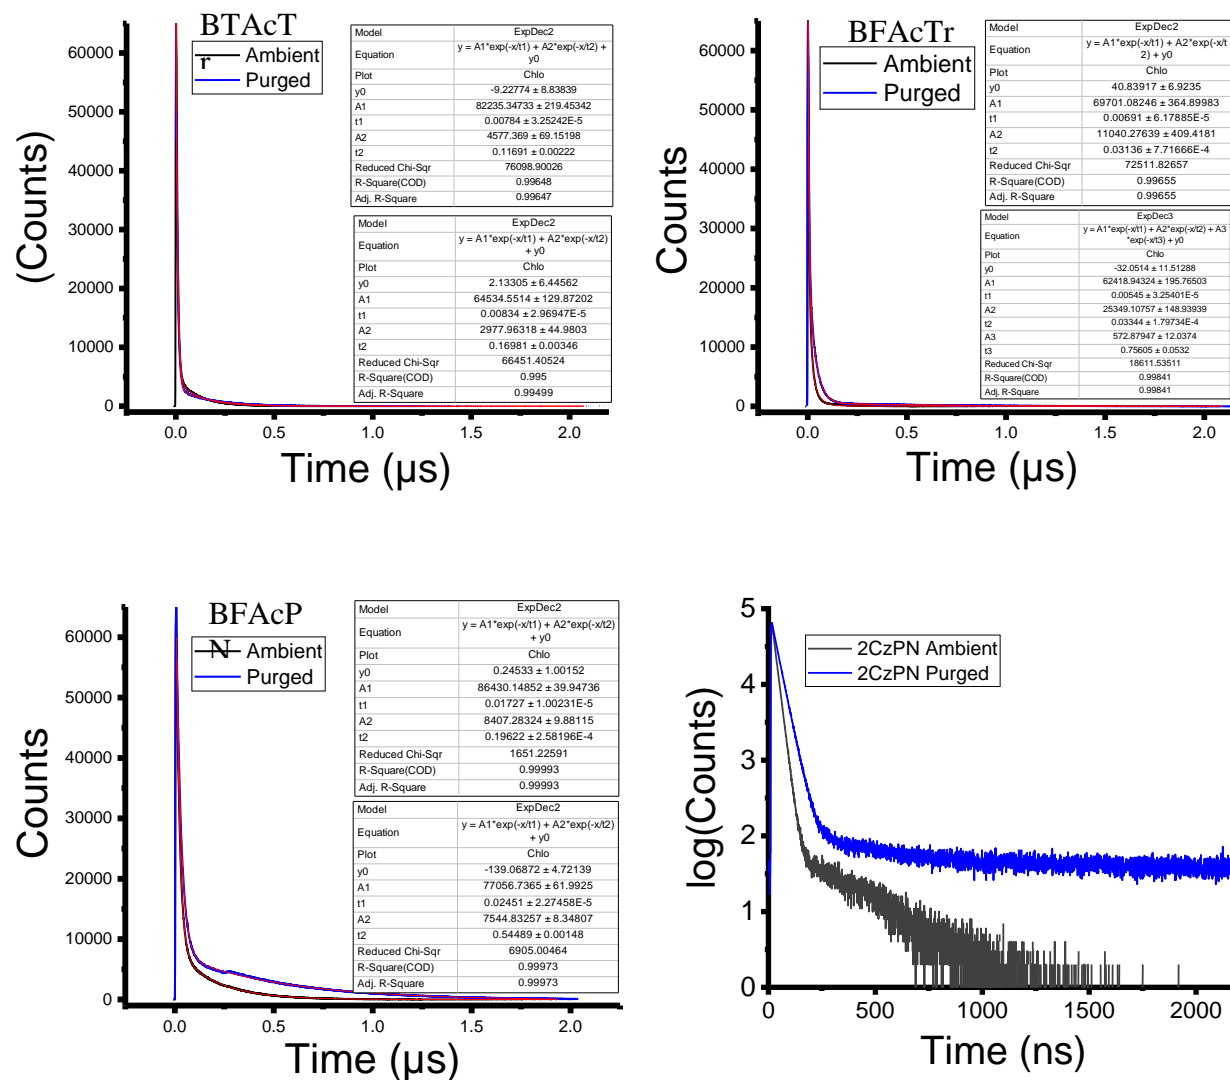 BTAcT
r Ambient
Purged
(Counts)
60000
50000
40000
30000
20000
10000
0
0.0 0.5 1.0 1.5 2.0
Time (µs)
Model ExpDec2
Equation y = A1*exp(-x/t1) + A2*exp(-x/t2) +
y0
Plot Chlo
y0 -9.22774 ± 8.83839
A1 82235.34733 ± 219.45342
t1 0.00784 ± 3.25242E-5
A2 4577.369 ± 69.15198
t2 0.11691 ± 0.00222
Reduced Chi-Sqr 76098.90026
R-Square(COD) 0.99648
Adj. R-Square 0.99647
Model ExpDec2
Equation y = A1*exp(-x/t1) + A2*exp(-x/t2)
+ y0
Plot Chlo
y0 2.13305 ± 6.44562
A1 64534.5514 ± 129.87202
t1 0.00834 ± 2.96947E-5
A2 2977.96318 ± 44.9803
t2 0.16981 ± 0.00346
Reduced Chi-Sqr 66451.40524
R-Square(COD) 0.995
Adj. R-Square 0.99499
BFAcTr
Ambient
Purged
Counts
60000
50000
40000
30000
20000
10000
0
0.0 0.5 1.0 1.5 2.0
Time (µs)
Model ExpDec2
Equation y = A1*exp(-x/t1) + A2*exp(-x/t
2) + y0
Plot Chlo
y0 40.83917 ± 6.9235
A1 69701.08246 ± 364.89983
t1 0.00691 ± 6.17885E-5
A2 11040.27639 ± 409.4181
t2 0.03136 ± 7.71666E-4
Reduced Chi-Sqr 72511.82657
R-Square(COD) 0.99655
Adj. R-Square 0.99655
Model ExpDec3
Equation y = A1*exp(-x/t1) + A2*exp(-x/t2) + A3
*exp(-x/t3) + y0
Plot Chlo
y0 -32.0514 ± 11.51288
A1 62418.94324 ± 195.76503
t1 0.00545 ± 3.25401E-5
A2 25349.10757 ± 148.93939
t2 0.03344 ± 1.79734E-4
A3 572.87947 ± 12.0374
t3 0.75605 ± 0.0532
Reduced Chi-Sqr 18611.53511
R-Square(COD) 0.99841
Adj. R-Square 0.99841
BFAcP
N Ambient
Purged
Counts
60000
50000
40000
30000
20000
10000
0
0.0 0.5 1.0 1.5 2.0
Time (µs)
Model ExpDec2
Equation y = A1*exp(-x/t1) + A2*exp(-x/t2)
+ y0
Plot Chlo
y0 0.24533 ± 1.00152
A1 86430.14852 ± 39.94736
t1 0.01727 ± 1.00231E-5
A2 8407.28324 ± 9.88115
t2 0.19622 ± 2.58196E-4
Reduced Chi-Sqr 1651.22591
R-Square(COD) 0.99993
Adj. R-Square 0.99993
Model ExpDec2
Equation y = A1*exp(-x/t1) + A2*exp(-x/t2)
+ y0
Plot Chlo
y0 -139.06872 ± 4.72139
A1 77056.7365 ± 61.9925
t1 0.02451 ± 2.27458E-5
A2 7544.83257 ± 8.34807
t2 0.54489 ± 0.00148
Reduced Chi-Sqr 6905.00464
R-Square(COD) 0.99973
Adj. R-Square 0.99973
2CzPN Ambient
2CzPN Purged
log(Counts)
5
4
3
2
1
0
0 500 1000 1500 2000
Time (ns)